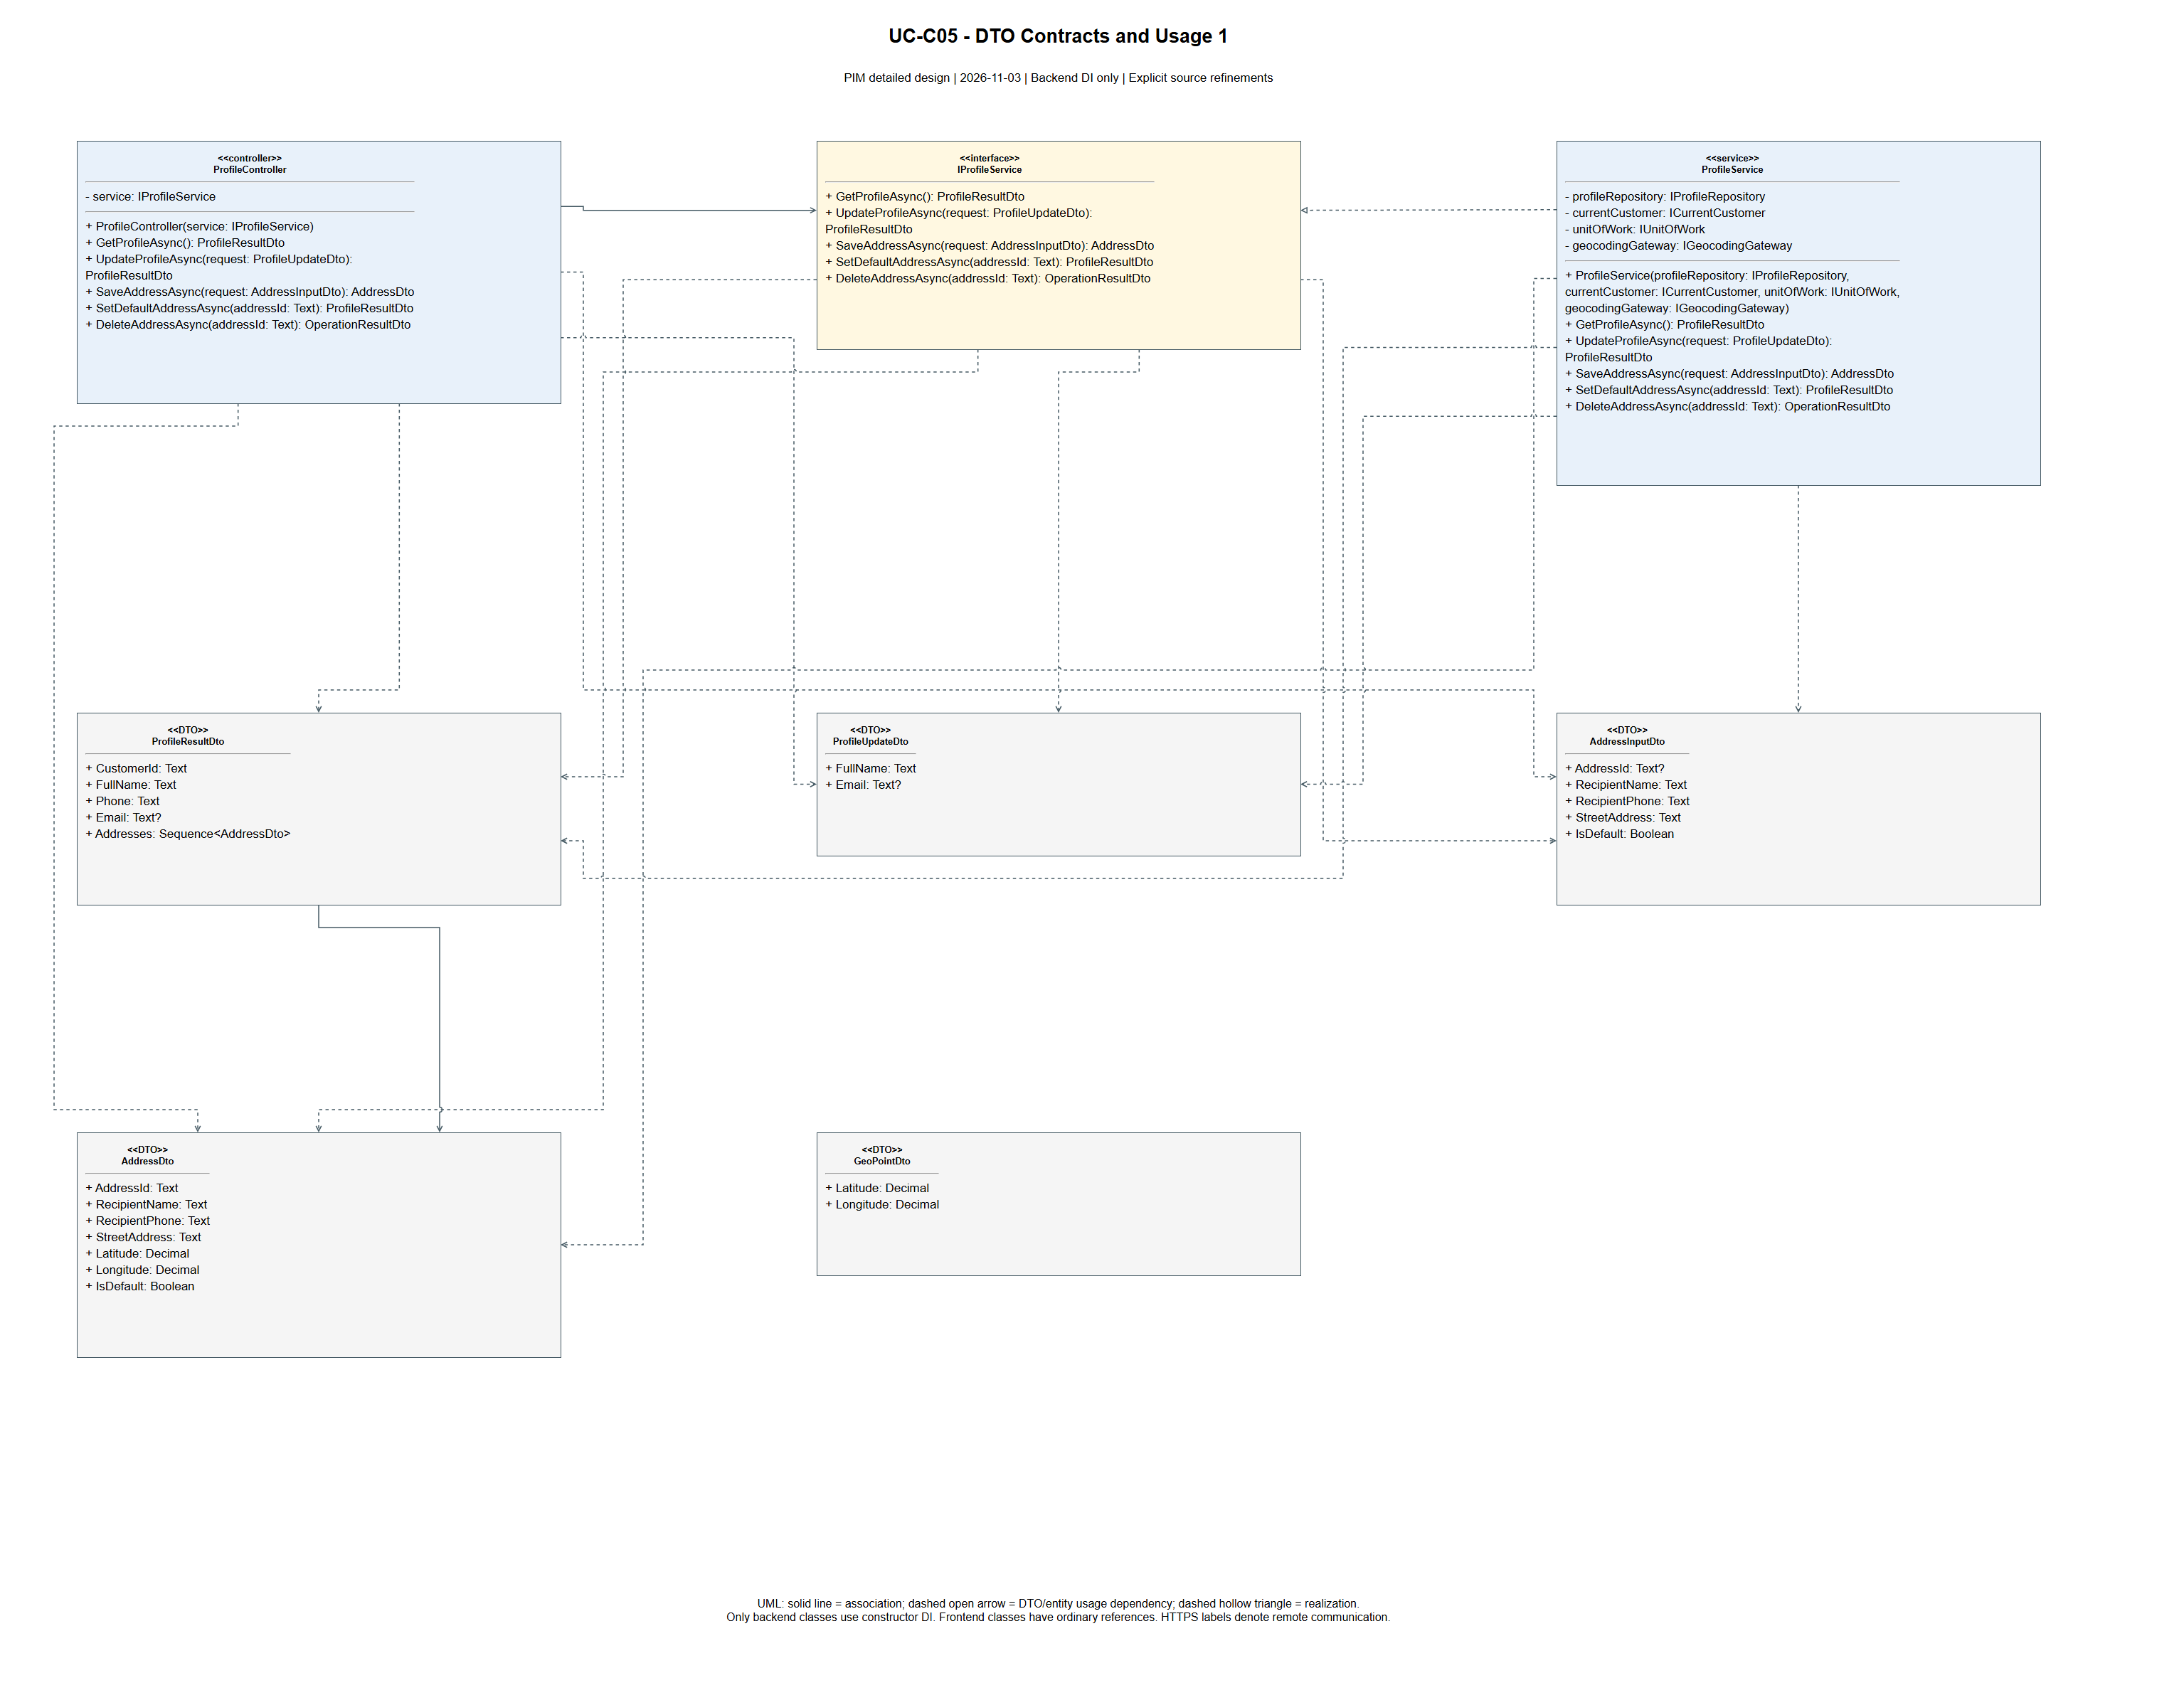 UC-C05 - DTO Contracts and Usage 1
PIM detailed design | 2026-11-03 | Backend DI only | Explicit source refinements
<<controller>>
ProfileController
- service: IProfileService
+ ProfileController(service: IProfileService)
+ GetProfileAsync(): ProfileResultDto
+ UpdateProfileAsync(request: ProfileUpdateDto):
ProfileResultDto
+ SaveAddressAsync(request: AddressInputDto): AddressDto
+ SetDefaultAddressAsync(addressId: Text): ProfileResultDto
+ DeleteAddressAsync(addressId: Text): OperationResultDto
<<interface>>
IProfileService
+ GetProfileAsync(): ProfileResultDto
+ UpdateProfileAsync(request: ProfileUpdateDto):
ProfileResultDto
+ SaveAddressAsync(request: AddressInputDto): AddressDto
+ SetDefaultAddressAsync(addressId: Text): ProfileResultDto
+ DeleteAddressAsync(addressId: Text): OperationResultDto
<<service>>
ProfileService
- profileRepository: IProfileRepository
- currentCustomer: ICurrentCustomer
- unitOfWork: IUnitOfWork
- geocodingGateway: IGeocodingGateway
+ ProfileService(profileRepository: IProfileRepository,
currentCustomer: ICurrentCustomer, unitOfWork: IUnitOfWork,
geocodingGateway: IGeocodingGateway)
+ GetProfileAsync(): ProfileResultDto
+ UpdateProfileAsync(request: ProfileUpdateDto):
ProfileResultDto
+ SaveAddressAsync(request: AddressInputDto): AddressDto
+ SetDefaultAddressAsync(addressId: Text): ProfileResultDto
+ DeleteAddressAsync(addressId: Text): OperationResultDto
<<DTO>>
ProfileResultDto
+ CustomerId: Text
+ FullName: Text
+ Phone: Text
+ Email: Text?
+ Addresses: Sequence<AddressDto>
<<DTO>>
ProfileUpdateDto
+ FullName: Text
+ Email: Text?
<<DTO>>
AddressInputDto
+ AddressId: Text?
+ RecipientName: Text
+ RecipientPhone: Text
+ StreetAddress: Text
+ IsDefault: Boolean
<<DTO>>
AddressDto
+ AddressId: Text
+ RecipientName: Text
+ RecipientPhone: Text
+ StreetAddress: Text
+ Latitude: Decimal
+ Longitude: Decimal
+ IsDefault: Boolean
<<DTO>>
GeoPointDto
+ Latitude: Decimal
+ Longitude: Decimal
UML: solid line = association; dashed open arrow = DTO/entity usage dependency; dashed hollow triangle = realization.
Only backend classes use constructor DI. Frontend classes have ordinary references. HTTPS labels denote remote communication.